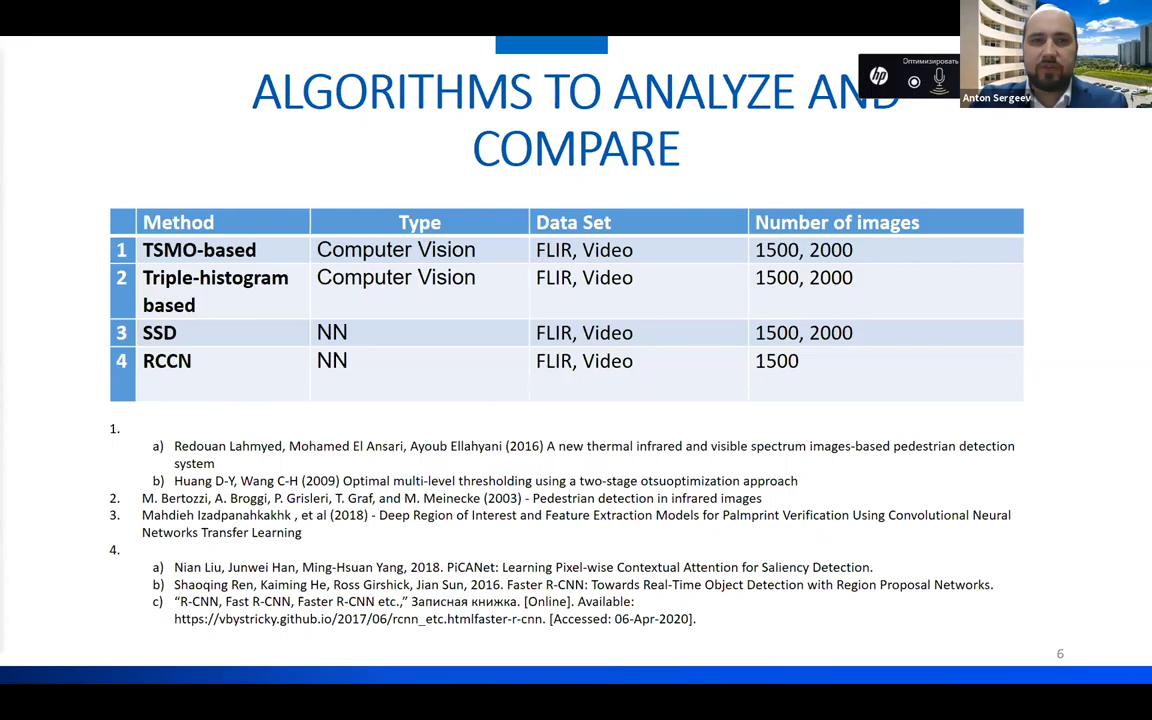 ALGORITHMS TO ANALYZE AND
COMPARE
Оптимизировать
hp
Anton Sergeev
Method Type Data Set Number of images
1 TSMO-based Computer Vision FLIR, Video 1500, 2000
2 Triple-histogram Computer Vision FLIR, Video 1500, 2000
based
3 SSD NN FLIR, Video 1500, 2000
4 RCCN NN FLIR, Video 1500
1.
a) Redouan Lahmyed, Mohamed El Ansari, Ayoub Ellahyani (2016) A new thermal infrared and visible spectrum images-based pedestrian detection
system
b) Huang D-Y, Wang C-H (2009) Optimal multi-level thresholding using a two-stage otsuoptimization approach
2. M. Bertozzi, A. Broggi, P. Grisleri, T. Graf, and M. Meinecke (2003) - Pedestrian detection in infrared images
3. Mahdieh Izadpanahkakhk , et al (2018) - Deep Region of Interest and Feature Extraction Models for Palmprint Verification Using Convolutional Neural
Networks Transfer Learning
4.
a) Nian Liu, Junwei Han, Ming-Hsuan Yang, 2018. PiCANet: Learning Pixel-wise Contextual Attention for Saliency Detection.
b) Shaoqing Ren, Kaiming He, Ross Girshick, Jian Sun, 2016. Faster R-CNN: Towards Real-Time Object Detection with Region Proposal Networks.
c) “R-CNN, Fast R-CNN, Faster R-CNN etc.,” Записная книжка. [Online]. Available:
https://vbystricky.github.io/2017/06/rcnn_etc.htmlfaster-r-cnn. [Accessed: 06-Apr-2020].
6